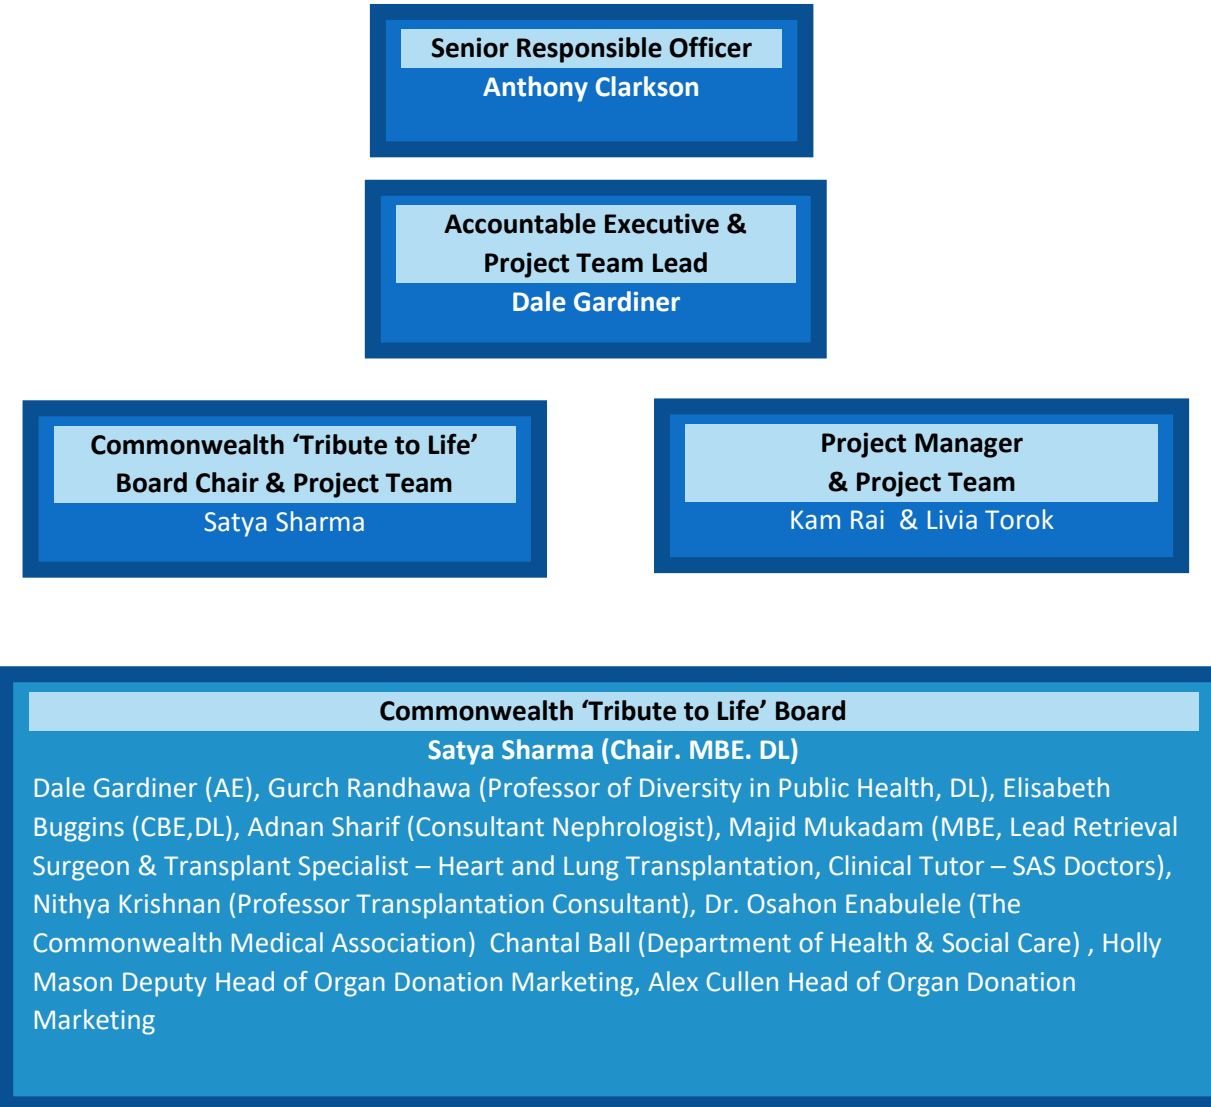 Senior Responsible Officer
Anthony Clarkson
Accountable Executive &
Project Team Lead
Dale Gardiner
Commonwealth ‘Tribute to Life’
Board Chair & Project Team
Satya Sharma
Project Manager
& Project Team
Kam Rai  & Livia Torok
Commonwealth ‘Tribute to Life’ Board
Satya Sharma (Chair. MBE. DL)
Dale Gardiner (AE), Gurch Randhawa (Professor of Diversity in Public Health, DL), Elisabeth
Buggins (CBE,DL), Adnan Sharif (Consultant Nephrologist), Majid Mukadam (MBE, Lead Retrieval
Surgeon & Transplant Specialist – Heart and Lung Transplantation, Clinical Tutor – SAS Doctors),
Nithya Krishnan (Professor Transplantation Consultant), Dr. Osahon Enabulele (The
Commonwealth Medical Association)  Chantal Ball (Department of Health & Social Care) , Holly
Mason Deputy Head of Organ Donation Marketing, Alex Cullen Head of Organ Donation
Marketing